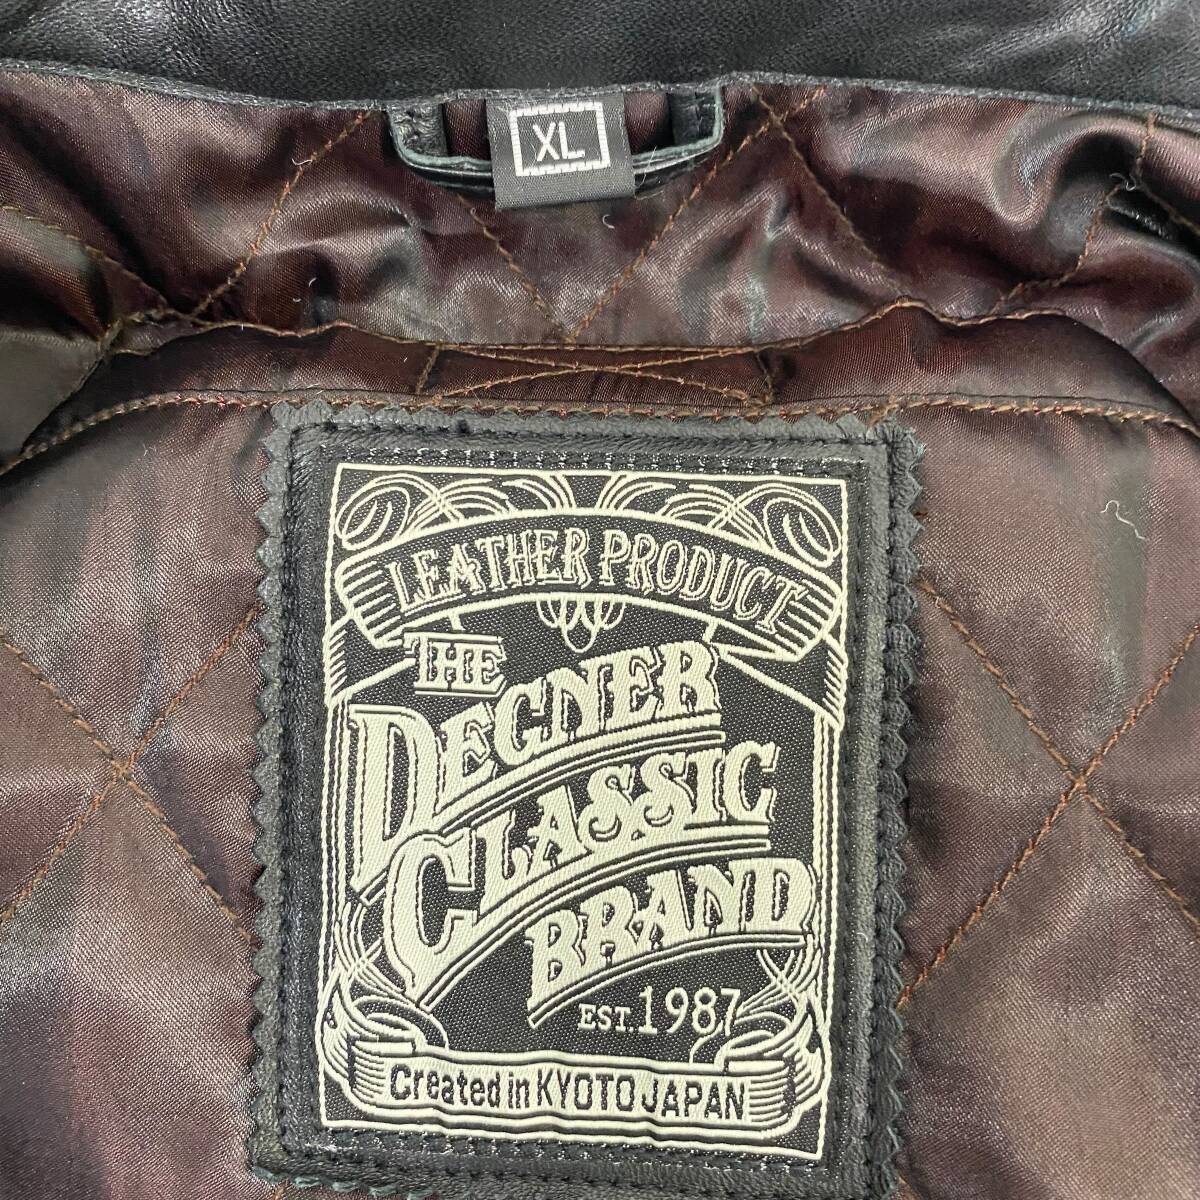 XL
LEATHER PRODUCT
THE
DEGNER
CLASSIC
BRAND
EST. 1987
Created in KYOTO JAPAN